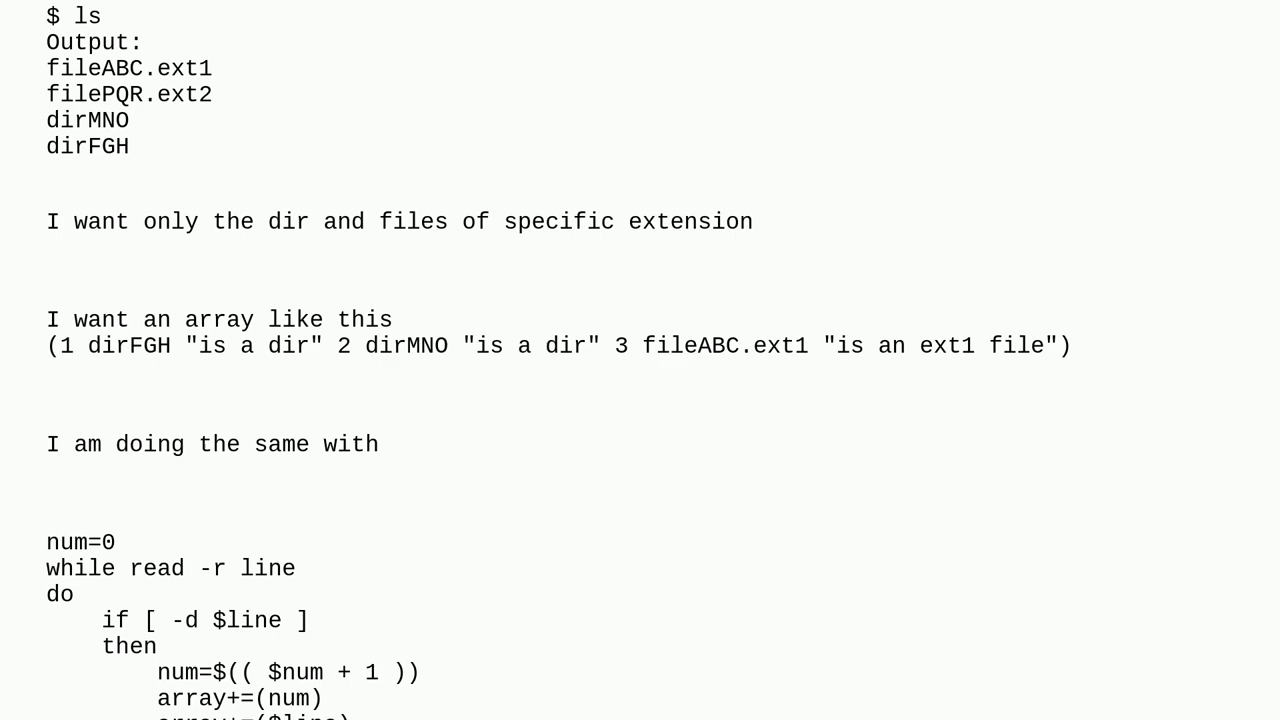 $ ls
Output:
fileABC.ext1
filePQR.ext2
dirMNO
dirFGH
I want only the dir and files of specific extension
I want an array like this
(1 dirFGH "is a dir" 2 dirMNO "is a dir" 3 fileABC.ext1 "is an ext1 file")
I am doing the same with
num=0
while read -r line
do
    if [ -d $line ]
    then
        num=$(( $num + 1 ))
        array+=(num)
        array+=($line)